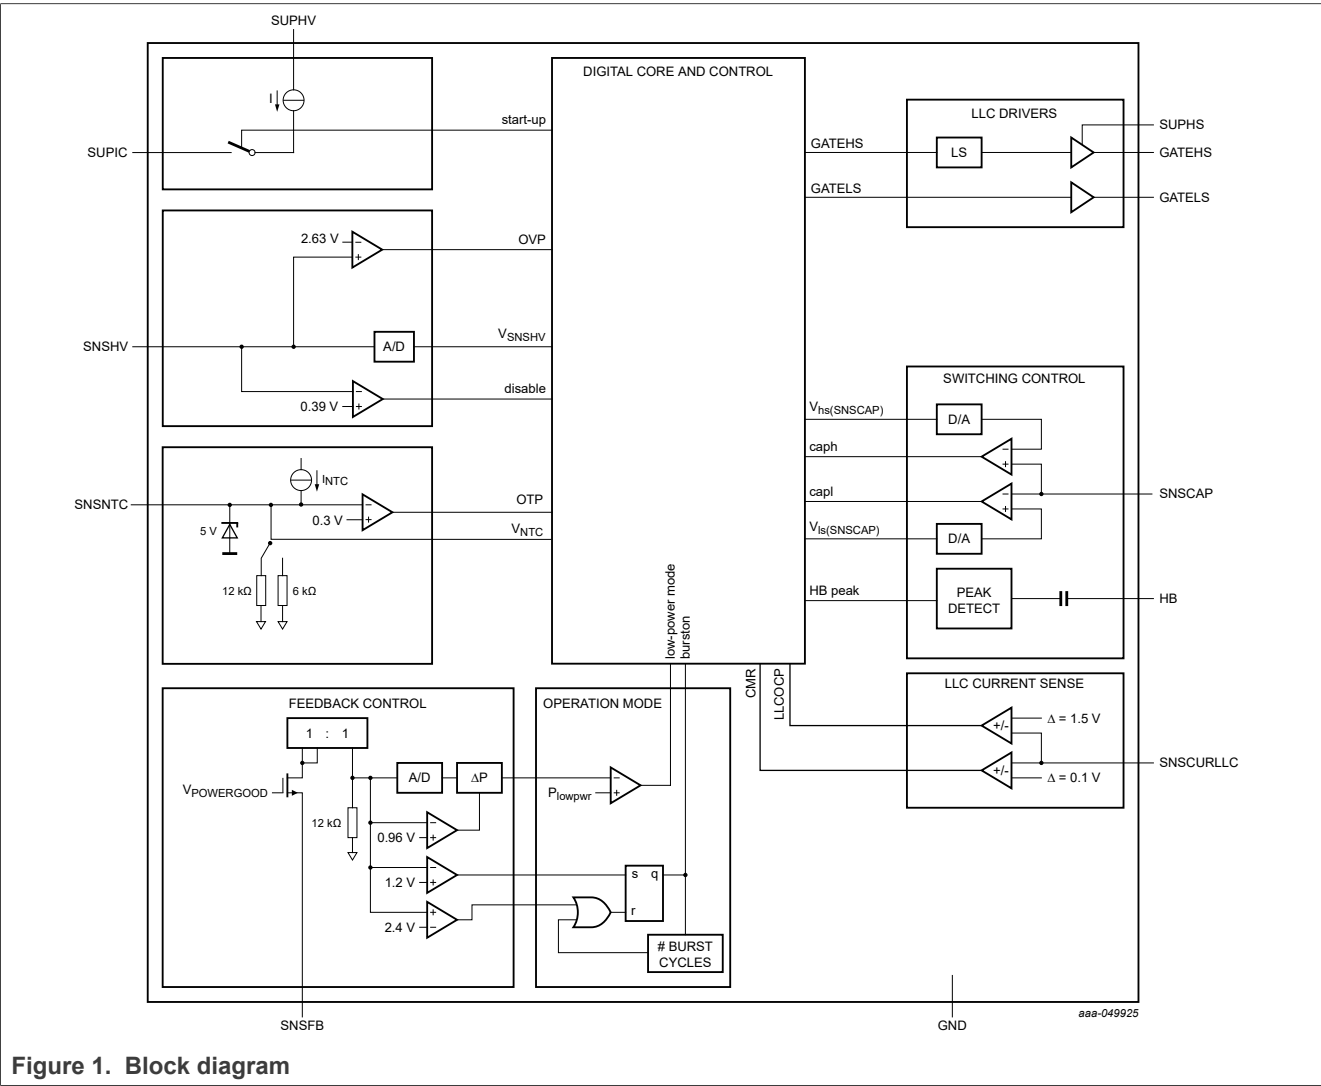 SUPHV
DIGITAL CORE AND CONTROL
I
start-up
SUPIC
LLC DRIVERS
SUPHS
GATEHS
LS
GATEHS
GATELS
GATELS
2.63 V
−
+
OVP
SNSHV
A/D
VSNSHV
disable
−
0.39 V
+
SWITCHING CONTROL
Vhs(SNSCAP)
D/A
caph
−
+
capl
−
+
SNSCAP
Vls(SNSCAP)
D/A
HB peak
PEAK
DETECT
HB
INTC
SNSNTC
−
0.3 V
+
OTP
5 V
VNTC
12 kΩ
6 kΩ
low-power mode
burston
CMR
LLCOCP
LLC CURRENT SENSE
+/-
Δ = 1.5 V
SNSCURLLC
+/-
Δ = 0.1 V
FEEDBACK CONTROL
1 : 1
VPOWERGOOD
A/D
ΔP
12 kΩ
−
0.96 V
+
−
1.2 V
+
+
2.4 V
−
OPERATION MODE
−
Plowpwr
+
s q
r
# BURST
CYCLES
SNSFB
GND
aaa-049925
Figure 1. Block diagram